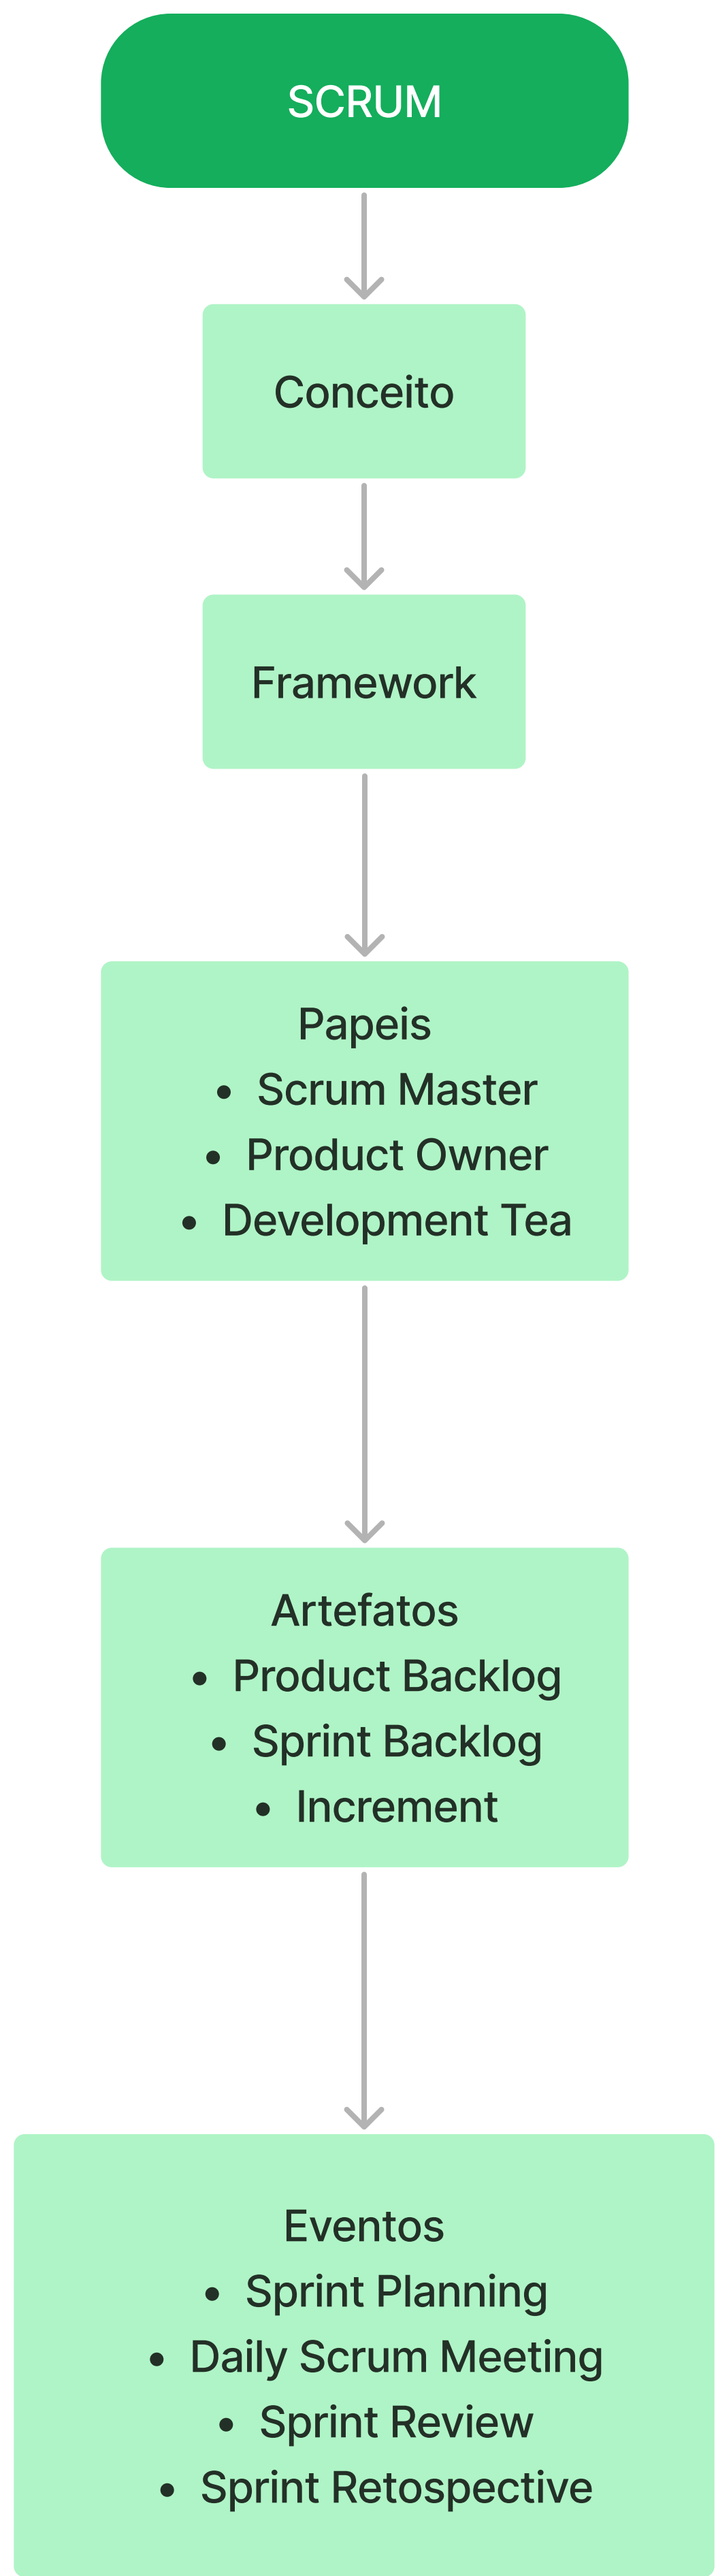 SCRUM
Conceito
Framework
Papeis
• Scrum Master
• Product Owner
• Development Tea
Artefatos
• Product Backlog
• Sprint Backlog
• Increment
Eventos
• Sprint Planning
• Daily Scrum Meeting
• Sprint Review
• Sprint Retospective